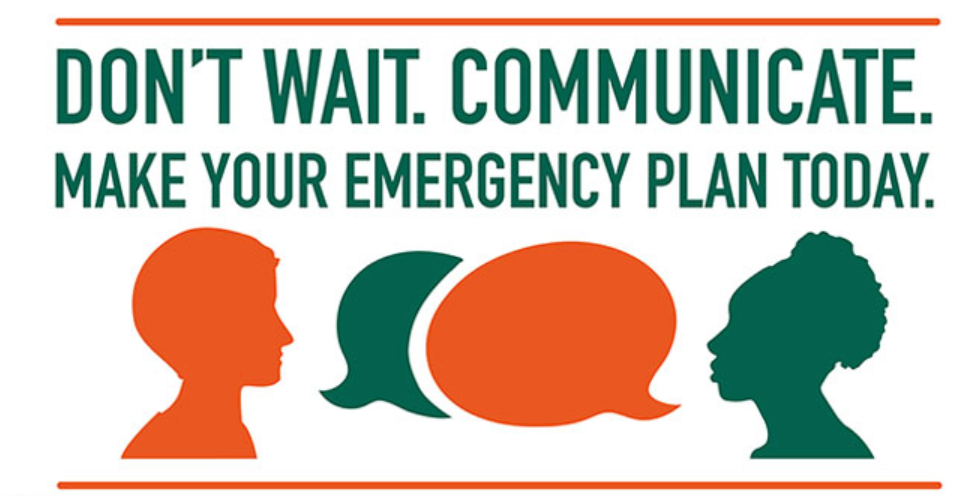 DON'T WAIT. COMMUNICATE.
MAKE YOUR EMERGENCY PLAN TODAY.